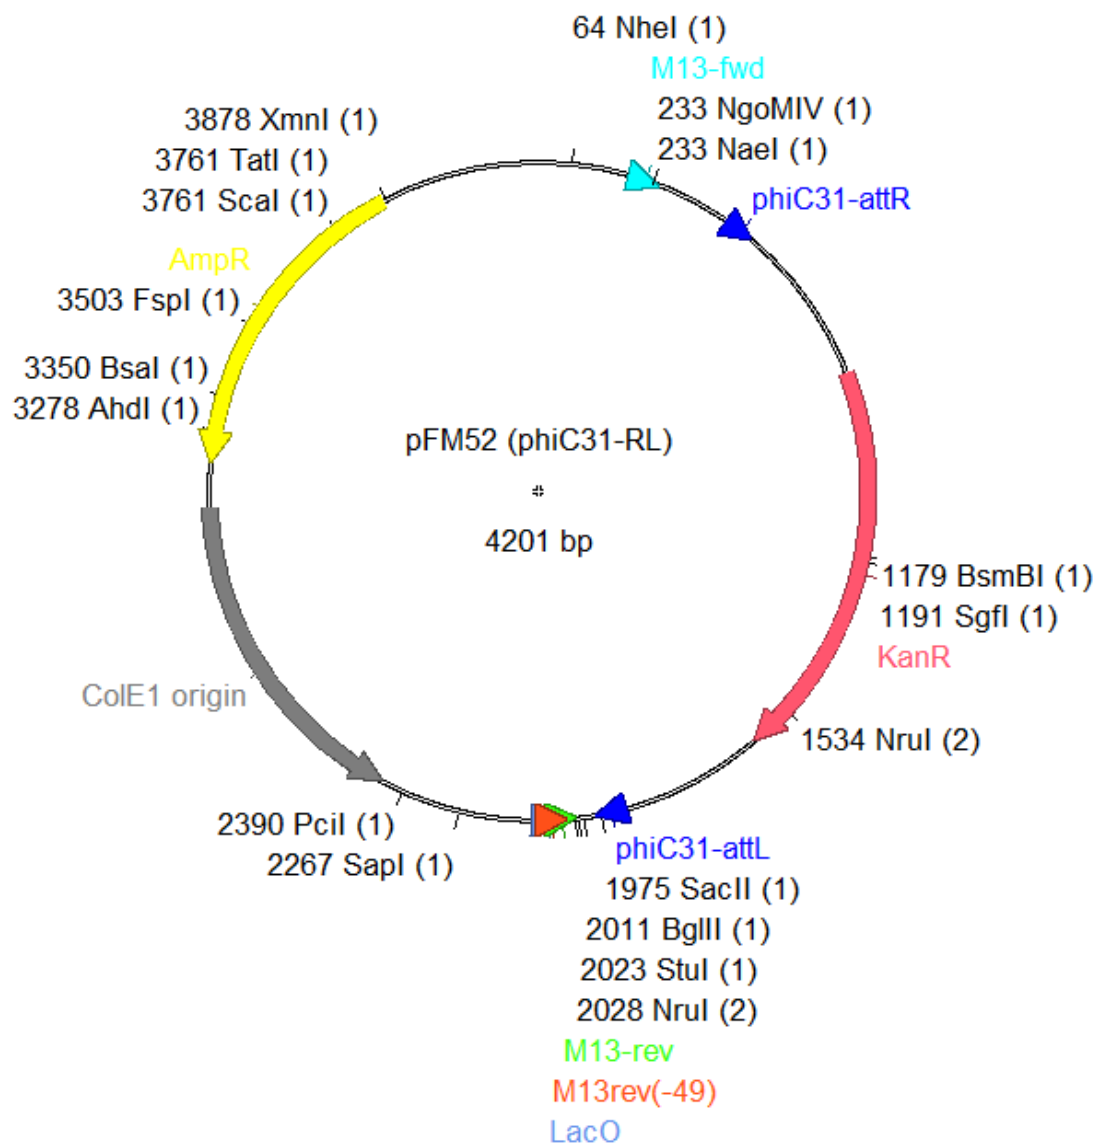 64 NheI (1)
M13-fwd
233 NgoMIV (1)
233 NaeI (1)
phiC31-attR
3878 XmnI (1)
3761 TatI (1)
3761 ScaI (1)
AmpR
3503 FspI (1)
3350 BsaI (1)
3278 AhdI (1)
pFM52 (phiC31-RL)
4201 bp
1179 BsmBI (1)
1191 SgfI (1)
KanR
1534 NruI (2)
ColE1 origin
2390 PciI (1)
2267 SapI (1)
phiC31-attL
1975 SacII (1)
2011 BglII (1)
2023 StuI (1)
2028 NruI (2)
M13-rev
M13rev(-49)
LacO